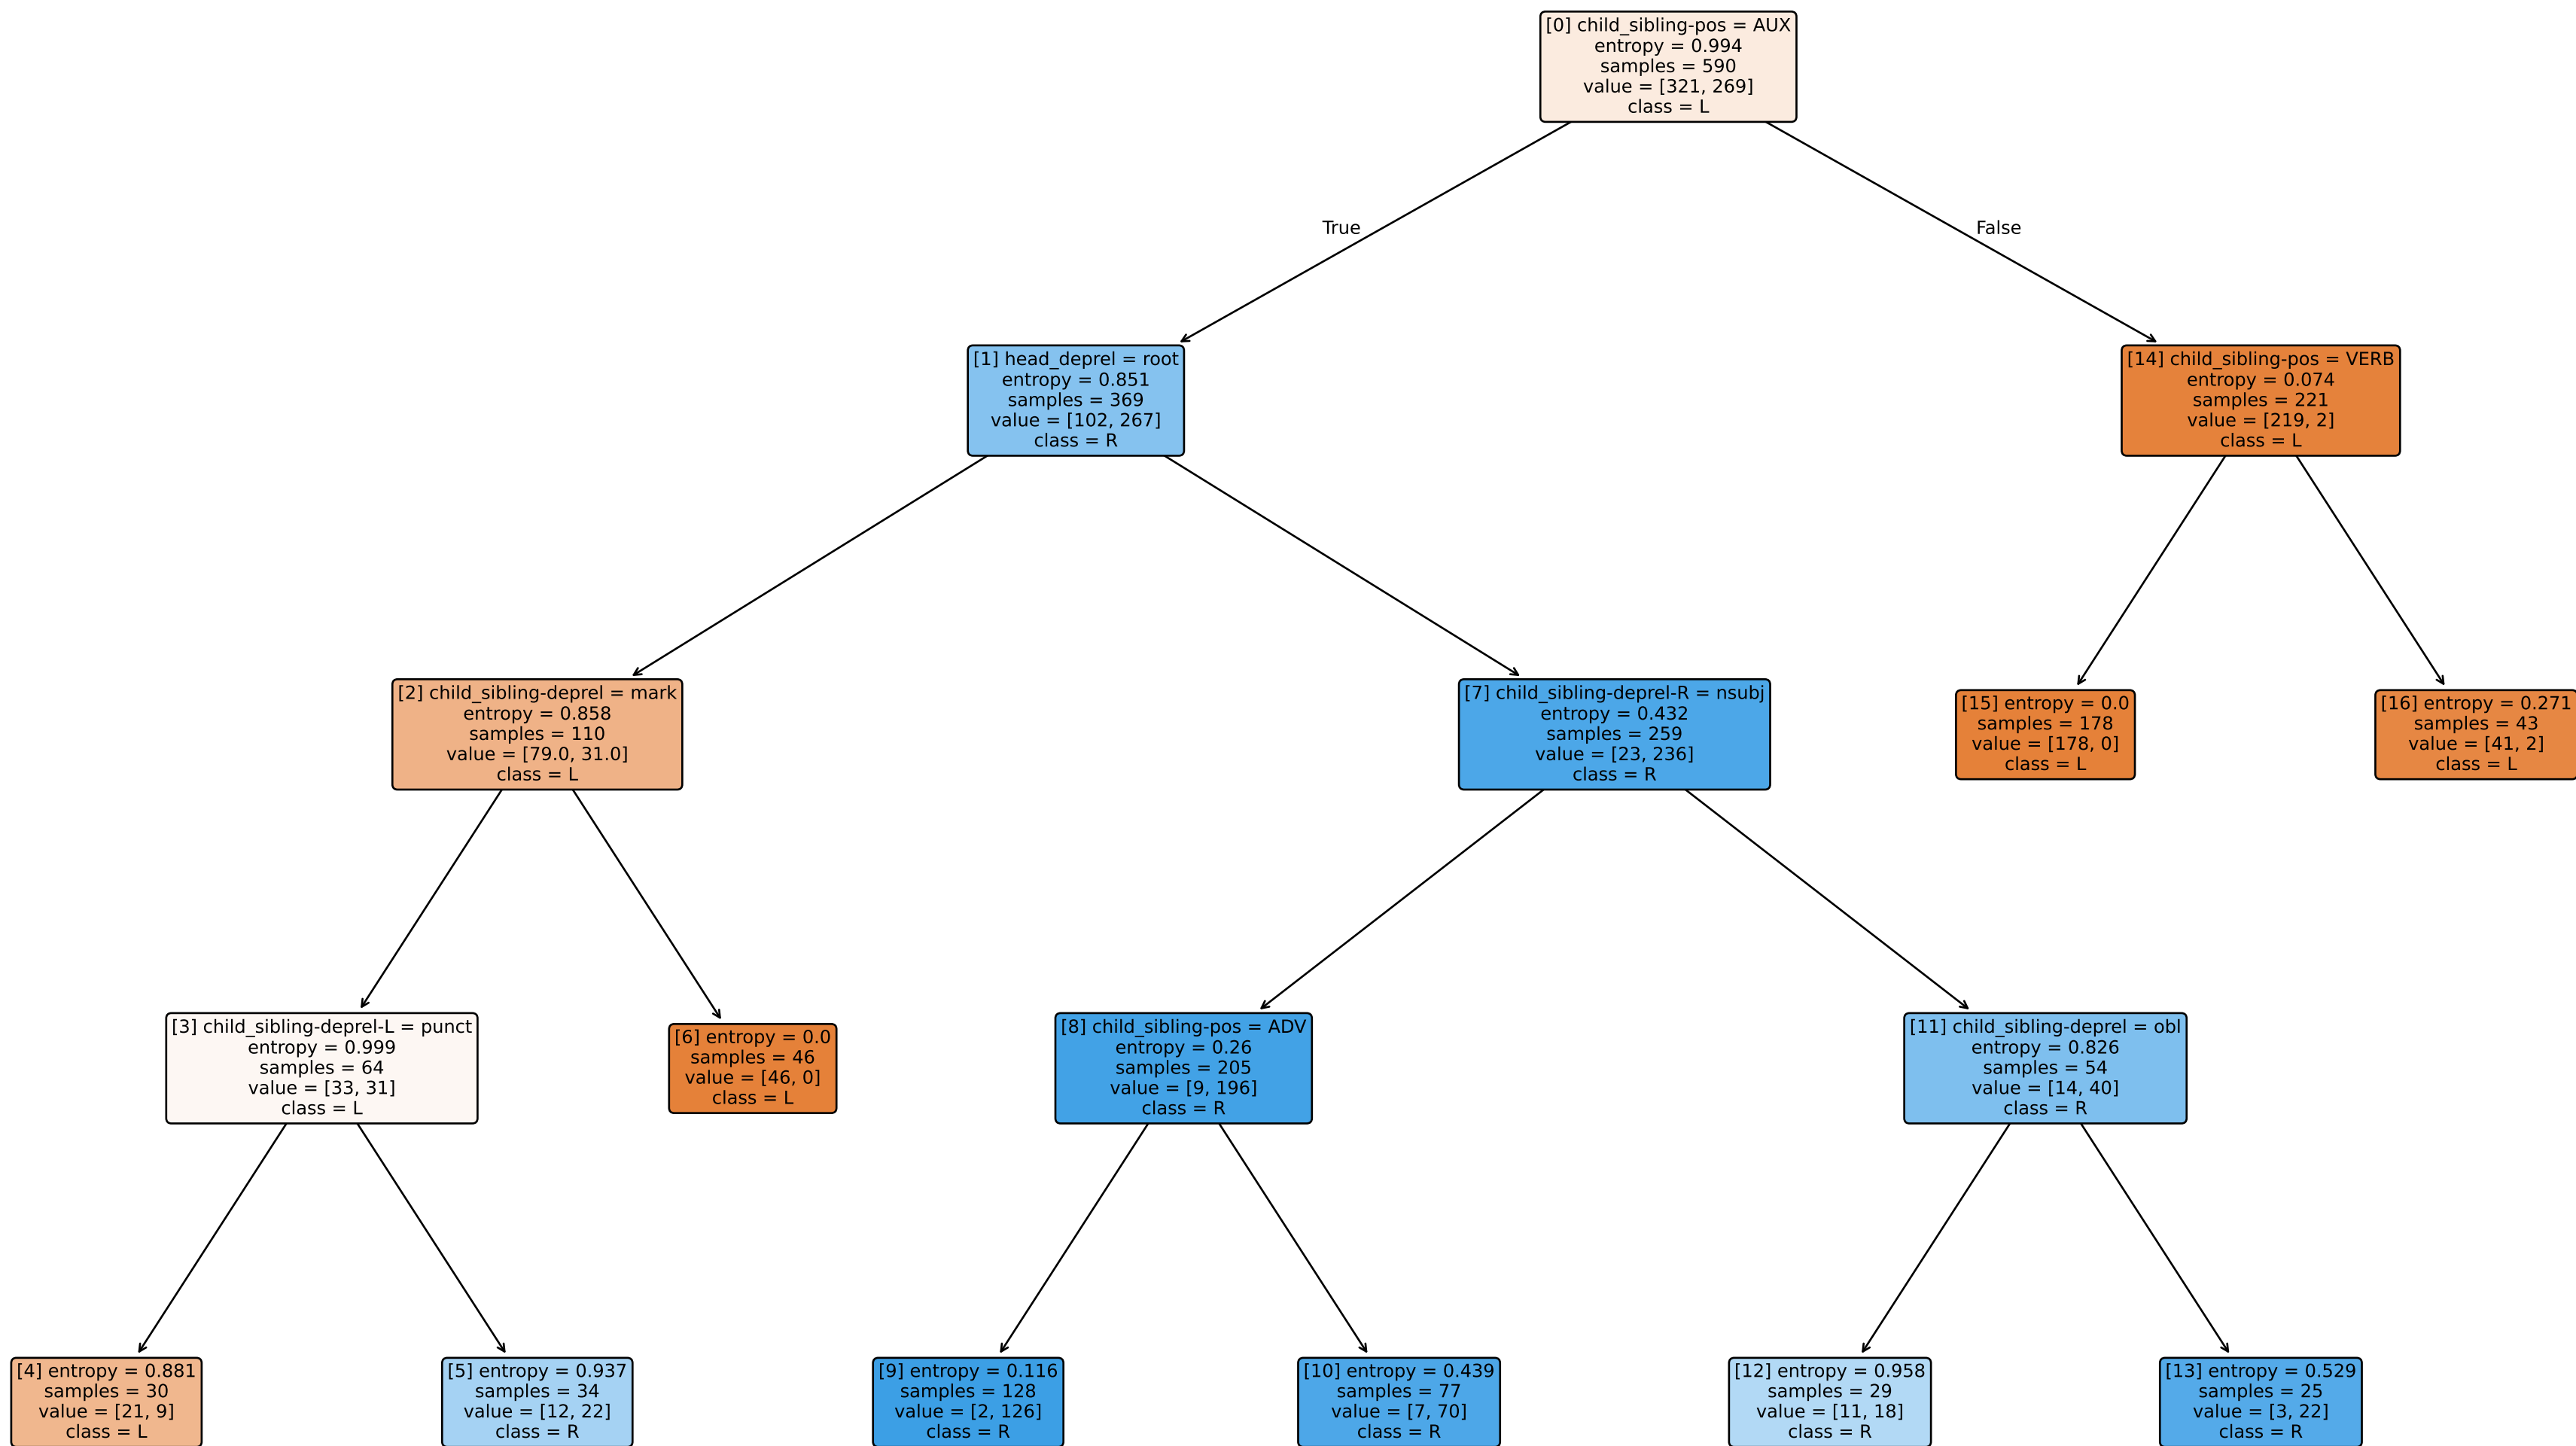 [0] child_sibling-pos = AUX
entropy = 0.994
samples = 590
value = [321, 269]
class = L
True
False
[1] head_deprel = root
entropy = 0.851
samples = 369
value = [102, 267]
class = R
[14] child_sibling-pos = VERB
entropy = 0.074
samples = 221
value = [219, 2]
class = L
[2] child_sibling-deprel = mark
entropy = 0.858
samples = 110
value = [79.0, 31.0]
class = L
[7] child_sibling-deprel-R = nsubj
entropy = 0.432
samples = 259
value = [23, 236]
class = R
[15] entropy = 0.0
samples = 178
value = [178, 0]
class = L
[16] entropy = 0.271
samples = 43
value = [41, 2]
class = L
[3] child_sibling-deprel-L = punct
entropy = 0.999
samples = 64
value = [33, 31]
class = L
[6] entropy = 0.0
samples = 46
value = [46, 0]
class = L
[8] child_sibling-pos = ADV
entropy = 0.26
samples = 205
value = [9, 196]
class = R
[11] child_sibling-deprel = obl
entropy = 0.826
samples = 54
value = [14, 40]
class = R
[4] entropy = 0.881
samples = 30
value = [21, 9]
class = L
[5] entropy = 0.937
samples = 34
value = [12, 22]
class = R
[9] entropy = 0.116
samples = 128
value = [2, 126]
class = R
[10] entropy = 0.439
samples = 77
value = [7, 70]
class = R
[12] entropy = 0.958
samples = 29
value = [11, 18]
class = R
[13] entropy = 0.529
samples = 25
value = [3, 22]
class = R